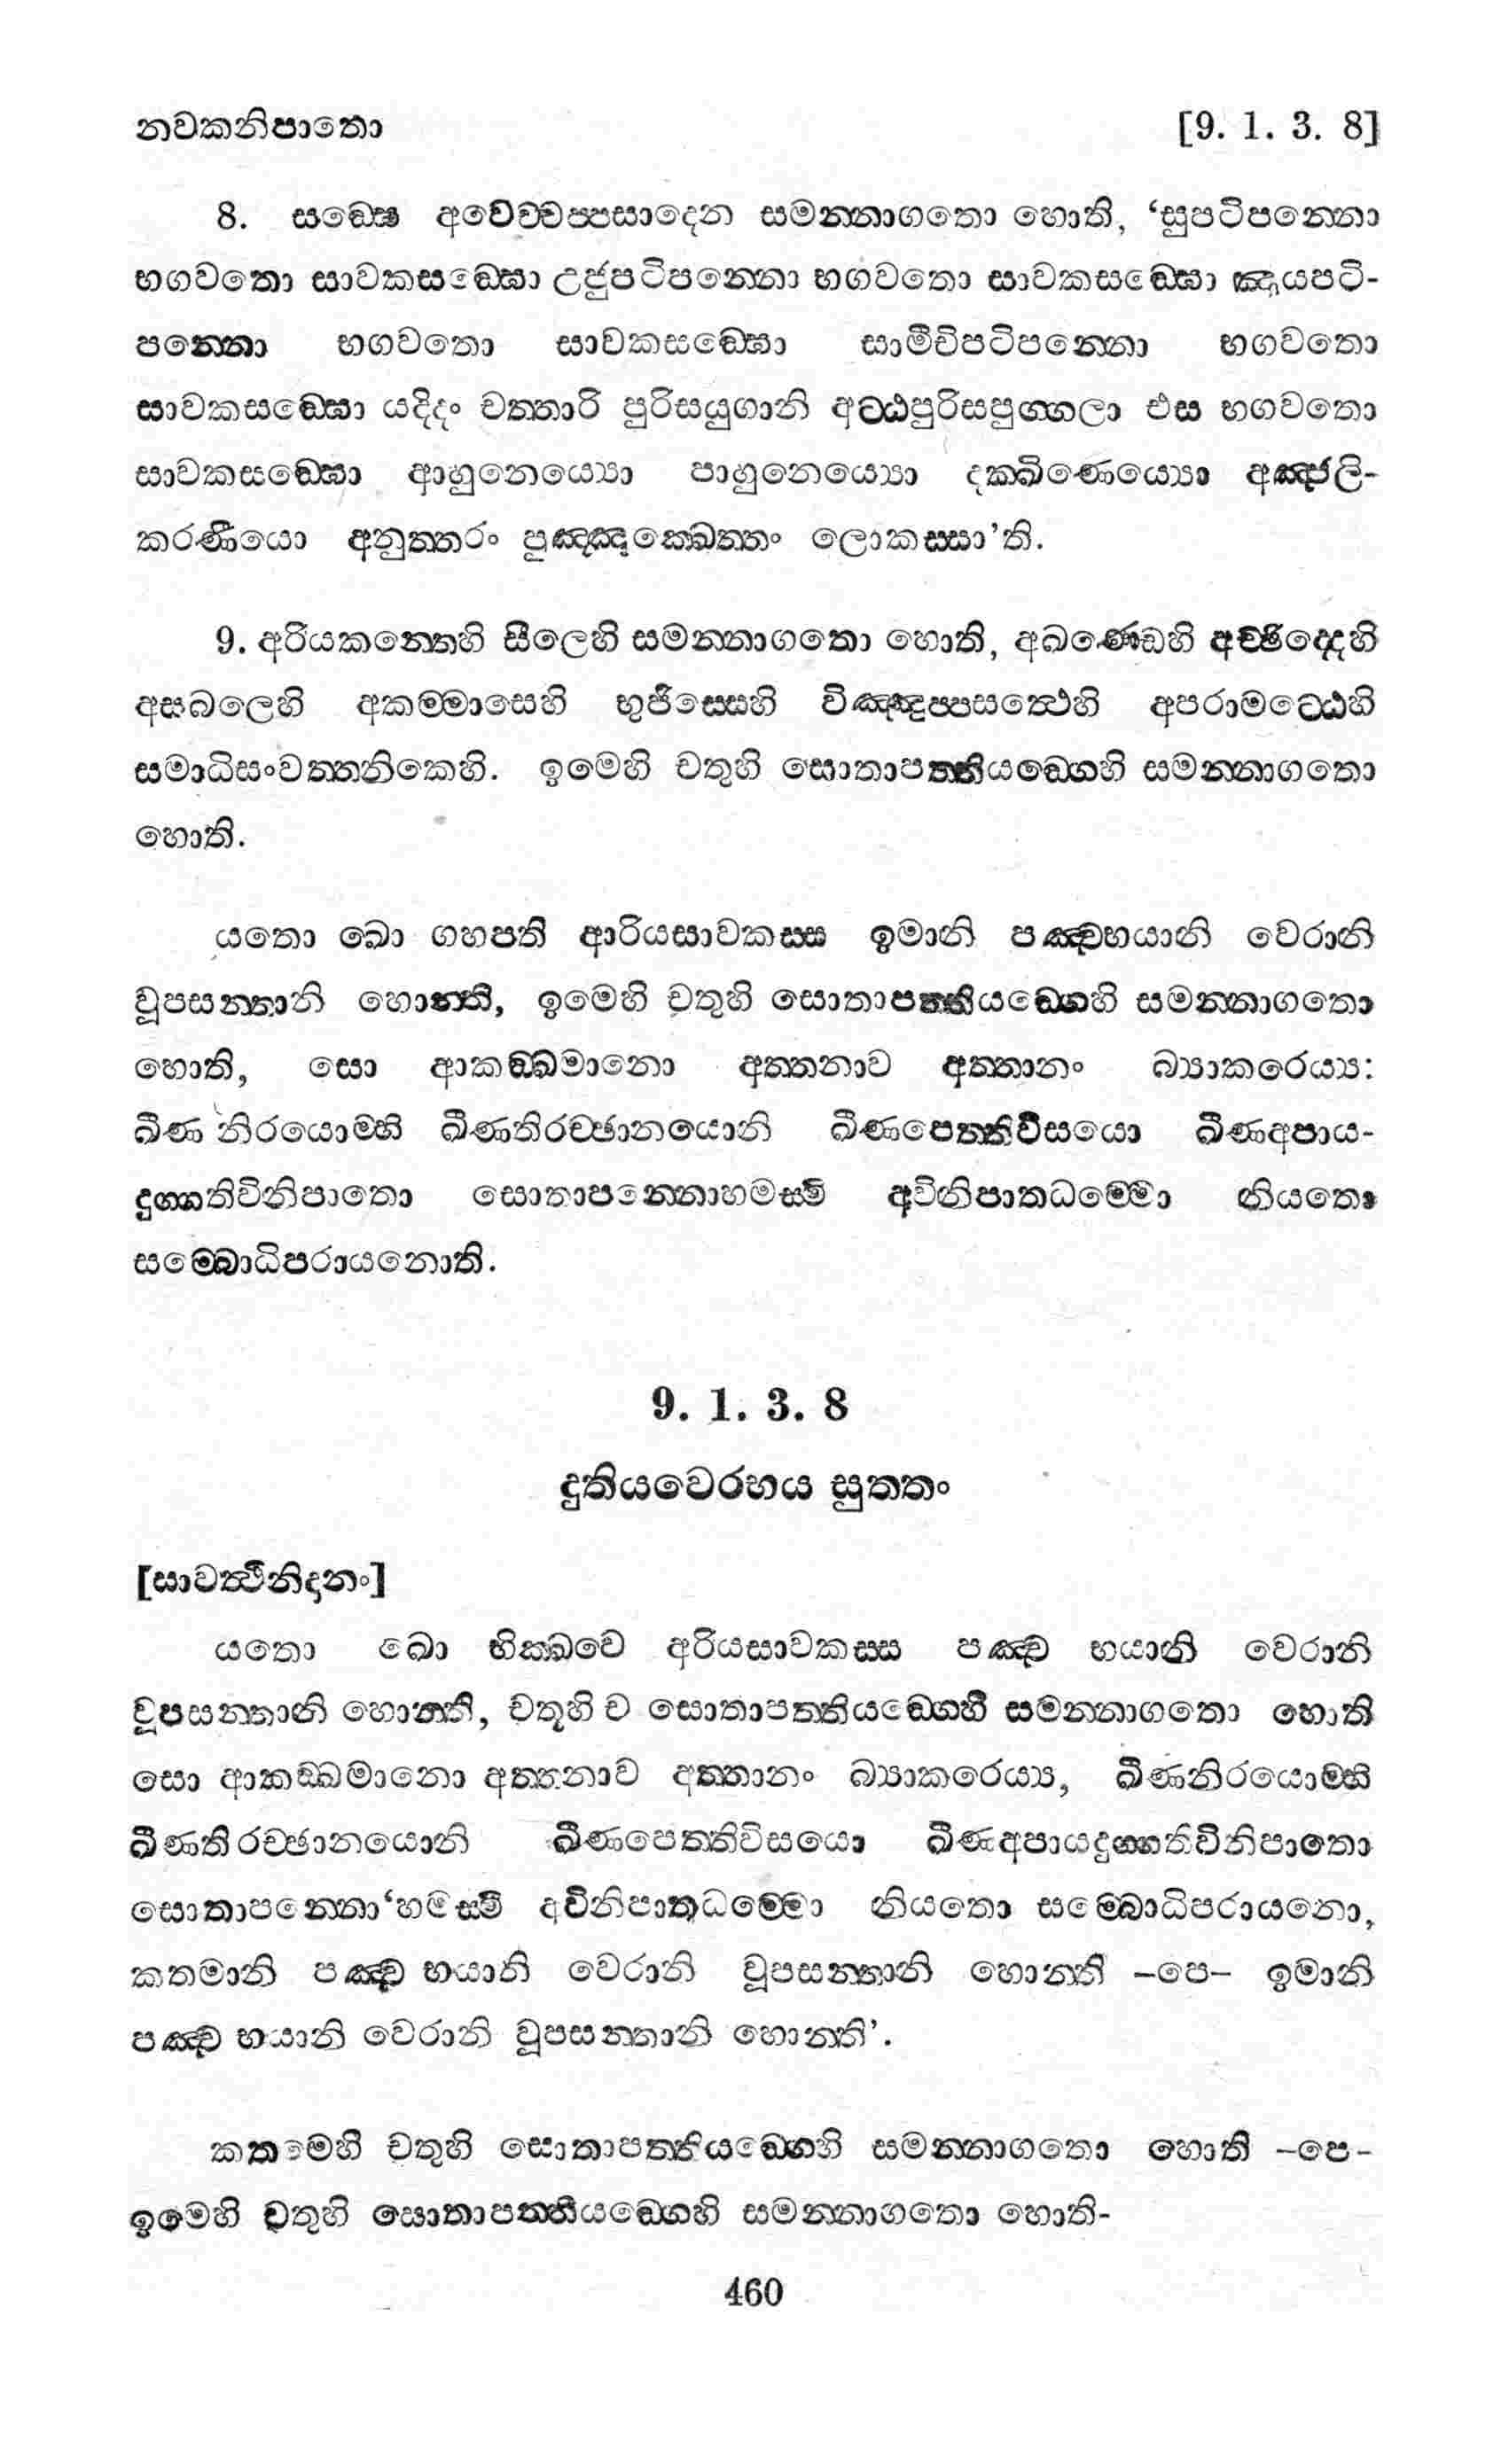 නවකනිපාතො [9. 1. 3. 8]
8. සඞ්ඝෙ අවෙච්චප්පසාදෙන සමන්නාගතො හොති, ‘සුපටිපන්නො
භගවතො සාවකසඞ්ඝො උජුපටිපන්නො භගවතො සාවකසඞ්ඝො ඤායපටි-
පන්නො භගවතො සාවකසඞ්ඝො සාමීචිපටිපන්නො භගවතො
සාවකසඞ්ඝො යදිදං චත්තාරි පුරිසයුගානි අට්ඨපුරිසපුග්ගලා එස භගවතො
සාවකසඞ්ඝො ආහුනෙය්‍යො පාහුනෙය්‍යො දක්ඛිණෙය්‍යො අඤ්ජලි-
කරණීයො අනුත්තරං පුඤ්ඤක්ඛෙත්තං ලොකස්සා’ති.
9. අරියකන්තෙහි සීලෙහි සමන්නාගතො හොති, අඛණ්ඩෙහි අච්ඡිද්දෙහි
අසබලෙහි අකම්මාසෙහි භුජිස්සෙහි විඤ්ඤුප්පසත්ථෙහි අපරාමට්ඨෙහි
සමාධිසංවත්තනිකෙහි. ඉමෙහි චතුහි සොතාපත්තියඞ්ගෙහි සමන්නාගතො
හොති.
යතො ඛො ගහපති ආරියසාවකස්ස ඉමානි පඤ්චභයානි වෙරානි
වූපසන්තානි හොන්ති, ඉමෙහි චතුහි සොතාපත්තියඞ්ගෙහි සමන්නාගතො
හොති, සො ආකඞ්ඛමානො අත්තනාව අත්තානං බ්‍යාකරෙය්‍ය:
ඛීණ නිරයොම්හි ඛීණතිරච්ඡානයොනි ඛීණපෙත්තිවිසයො ඛීණඅපාය-
දුග්ගතිවිනිපාතො සොතාපන්නොහමස්මි අවිනිපාතධම්මො නියතො
සම්බොධිපරායනොති.
9. 1. 3. 8
දුතියවෙරභය සුත්තං
[සාවත්ථිනිදානං]
යතො ඛො භික්ඛවෙ අරියසාවකස්ස පඤ්ච භයානි වෙරානි
වූපසන්තානි හොන්ති, චතූහි ච සොතාපත්තියඞ්ගෙහි සමන්නාගතො හොති
සො ආකඞ්ඛමානො අත්තනාව අත්තානං බ්‍යාකරෙය්‍ය, ඛීණනිරයොම්හි
ඛීණතිරච්ඡානයොනි ඛීණපෙත්තිවිසයො ඛීණඅපායදුග්ගතිවිනිපාතො
සොතාපන්නො‘හමස්මි අවිනිපාතධම්මො නියතො සම්බොධිපරායනො,
කතමානි පඤ්ච භයානි වෙරානි වූපසන්තානි හොන්ති –පෙ– ඉමානි
පඤ්ච භයානි වෙරානි වූපසන්තානි හොන්ති’.
කතමෙහි චතුහි සොතාපත්තියඞ්ගෙහි සමන්නාගතො හොති –පෙ-
ඉමෙහි චතුහි සොතාපත්තියඞ්ගෙහි සමන්නාගතො හොති-
460